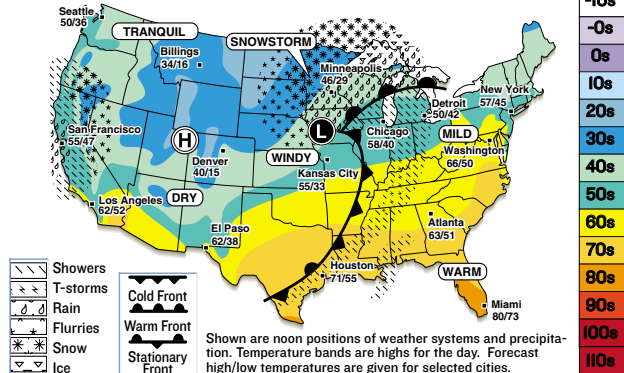 Seattle
50/36
TRANQUIL
Billings
34/16
SNOWSTORM
Minneapolis
46/29
New York
57/45
Detroit
50/42
San Francisco
55/47
H
L
Chicago
58/40
MILD
Washington
66/50
Denver
40/15
WINDY
Kansas City
55/33
Los Angeles
62/52
DRY
El Paso
62/38
Atlanta
63/51
Houston
71/55
WARM
Miami
80/73
Showers
T-storms
Rain
Flurries
Snow
Ice
Cold Front
Warm Front
Stationary
Front
Shown are noon positions of weather systems and precipita-
tion. Temperature bands are highs for the day. Forecast
high/low temperatures are given for selected cities.
-10s
-0s
0s
10s
20s
30s
40s
50s
60s
70s
80s
90s
100s
110s